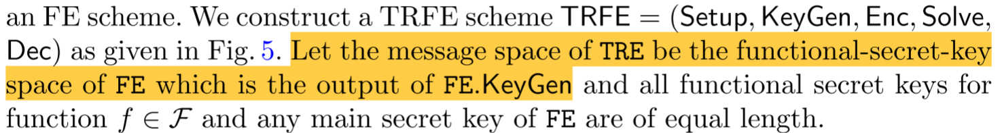 an FE scheme. We construct a TRFE scheme TRFE = (Setup, KeyGen, Enc, Solve,
Dec) as given in Fig. 5. Let the message space of TRE be the functional-secret-key
space of FE which is the output of FE.KeyGen and all functional secret keys for
function f ∈ ℱ and any main secret key of FE are of equal length.